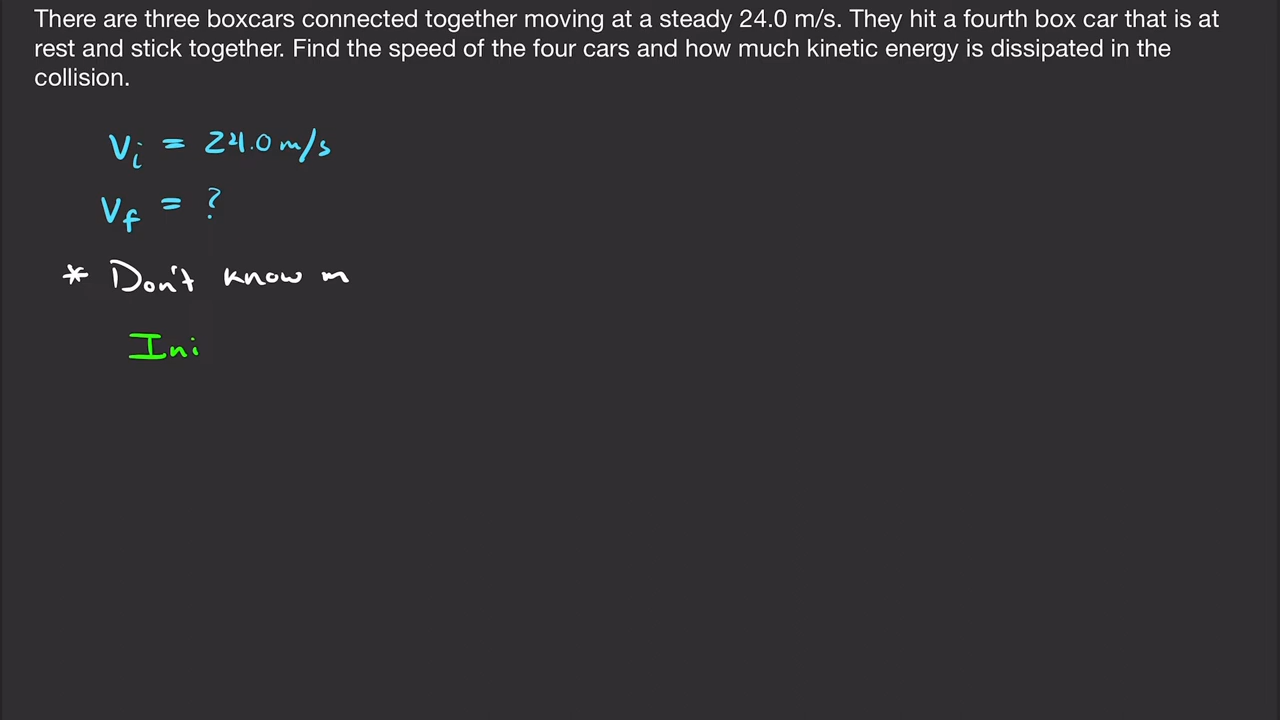 There are three boxcars connected together moving at a steady 24.0 m/s. They hit a fourth box car that is at
rest and stick together. Find the speed of the four cars and how much kinetic energy is dissipated in the
collision.
Vi = 24.0 m/s
Vf = ?
* Don't know m
Ini